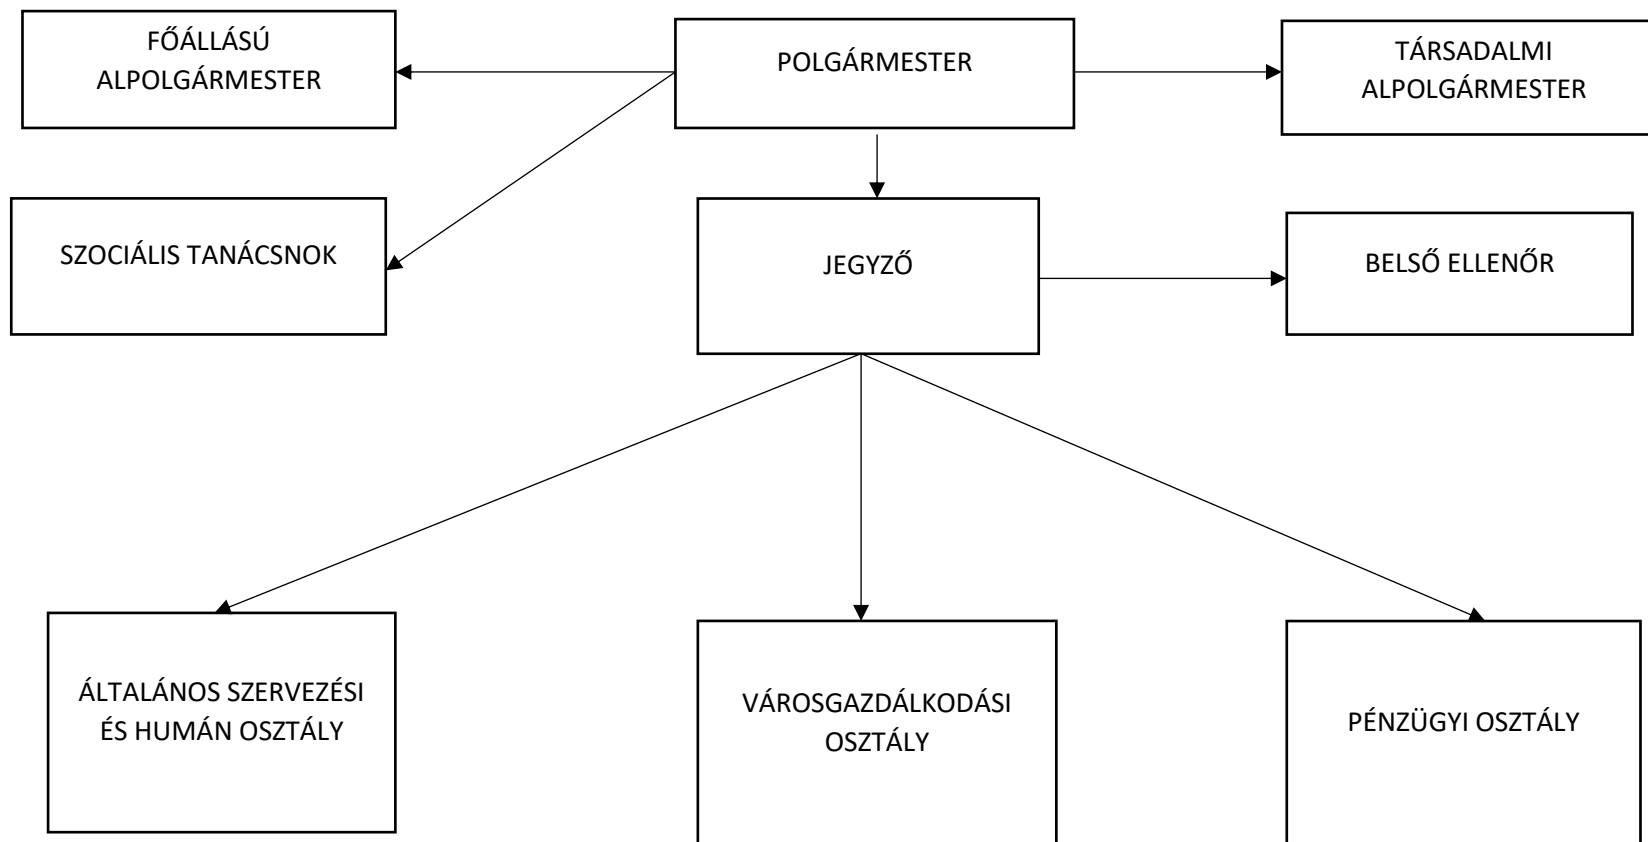 FŐÁLLÁSÚ
ALPOLGÁRMESTER
POLGÁRMESTER
TÁRSADALMI
ALPOLGÁRMESTER
SZOCIÁLIS TANÁCSNOK
JEGYZŐ
BELSŐ ELLENŐR
ÁLTALÁNOS SZERVEZÉSI
ÉS HUMÁN OSZTÁLY
VÁROSGAZDÁLKODÁSI
OSZTÁLY
PÉNZÜGYI OSZTÁLY